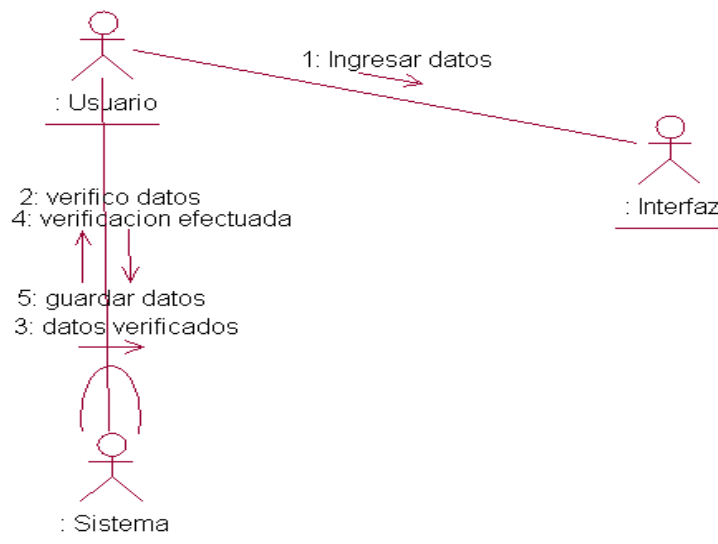 1: Ingresar datos
: Usuario
: Interfaz
2: verifico datos
4: verificacion efectuada
5: guardar datos
3: datos verificados
: Sistema